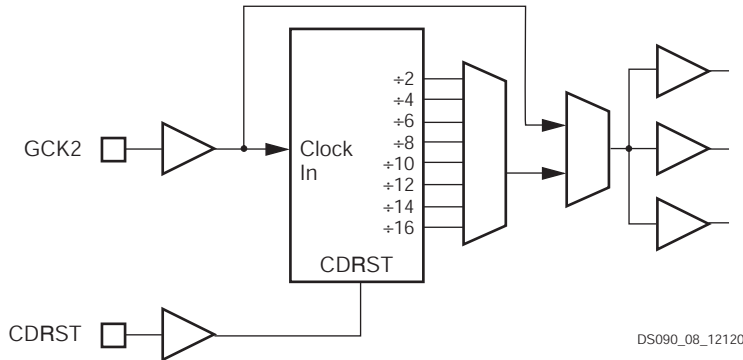 ÷2
÷4
÷6
÷8
÷10
÷12
÷14
÷16
GCK2
Clock
In
CDRST
CDRST
DS090_08_12120